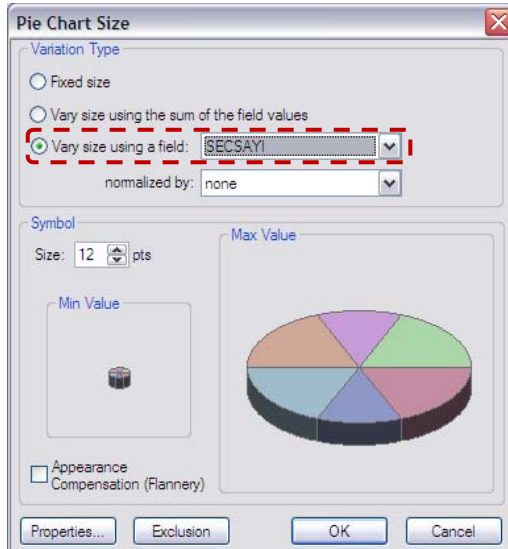 Pie Chart Size
Variation Type
Fixed size
Vary size using the sum of the field values
Vary size using a field: SECSAYI
normalized by: none
Symbol
Size: 12 pts
Max Value
Min Value
Appearance
Compensation (Flannery)
Properties... Exclusion OK Cancel